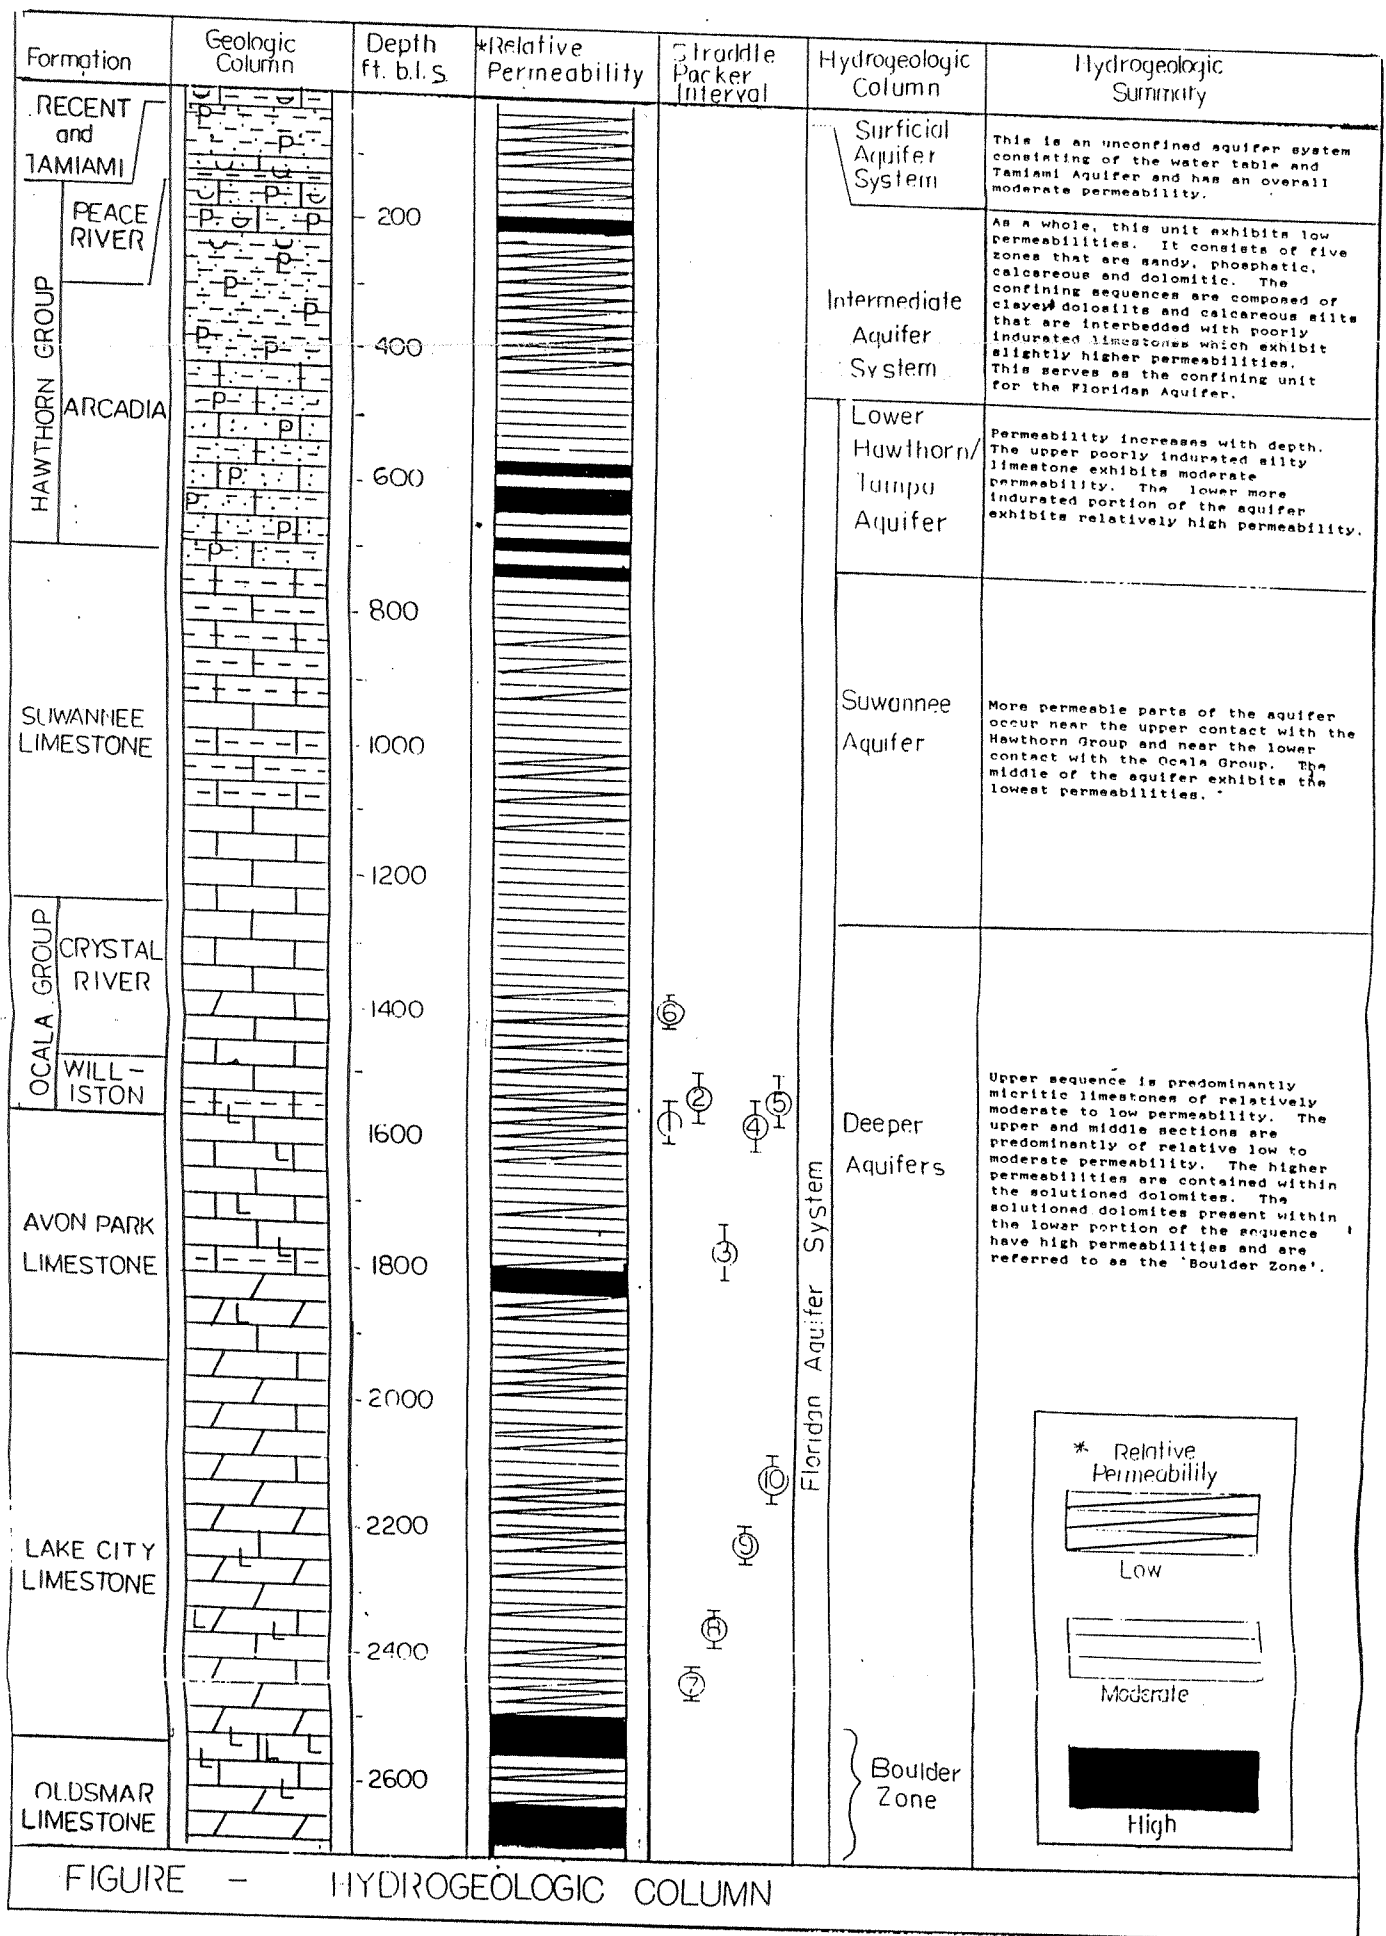 Formation
Geologic
Column
Depth
ft. b.l.s.
*Relative
Permeability
Straddle
Packer
Interval
Hydrogeologic
Column
Hydrogeologic
Summary
RECENT
and
TAMIAMI
HAWTHORN GROUP
PEACE
RIVER
ARCADIA
SUWANNEE
LIMESTONE
OCALA GROUP
CRYSTAL
RIVER
WILL-
ISTON
AVON PARK
LIMESTONE
LAKE CITY
LIMESTONE
OLDSMAR
LIMESTONE
200
400
600
800
1000
1200
1400
1600
1800
2000
2200
2400
2600
6
2
5
1
4
3
10
9
8
7
Surficial
Aquifer
System
Intermediate
Aquifer
System
Floridan Aquifer System
Lower
Hawthorn/
Tampa
Aquifer
Suwannee
Aquifer
Deeper
Aquifers
Boulder
Zone
This is an unconfined aquifer system
consisting of the water table and
Tamiami Aquifer and has an overall
moderate permeability.
As a whole, this unit exhibits low
permeabilities. It consists of five
zones that are sandy, phosphatic,
calcareous and dolomitic. The
confining sequences are composed of
clayey dolosilts and calcareous silts
that are interbedded with poorly
indurated limestones which exhibit
slightly higher permeabilities.
This serves as the confining unit
for the Floridan Aquifer.
Permeability increases with depth.
The upper poorly indurated silty
limestone exhibits moderate
permeability. The lower more
indurated portion of the aquifer
exhibits relatively high permeability.
More permeable parts of the aquifer
occur near the upper contact with the
Hawthorn Group and near the lower
contact with the Ocala Group. The
middle of the aquifer exhibits the
lowest permeabilities.
Upper sequence is predominantly
micritic limestones of relatively
moderate to low permeability. The
upper and middle sections are
predominantly of relative low to
moderate permeability. The higher
permeabilities are contained within
the solutioned dolomites. The
solutioned dolomites present within
the lower portion of the sequence
have high permeabilities and are
referred to as the 'Boulder Zone'.
* Relative
Permeability
Low
Moderate
High
FIGURE - HYDROGEOLOGIC COLUMN